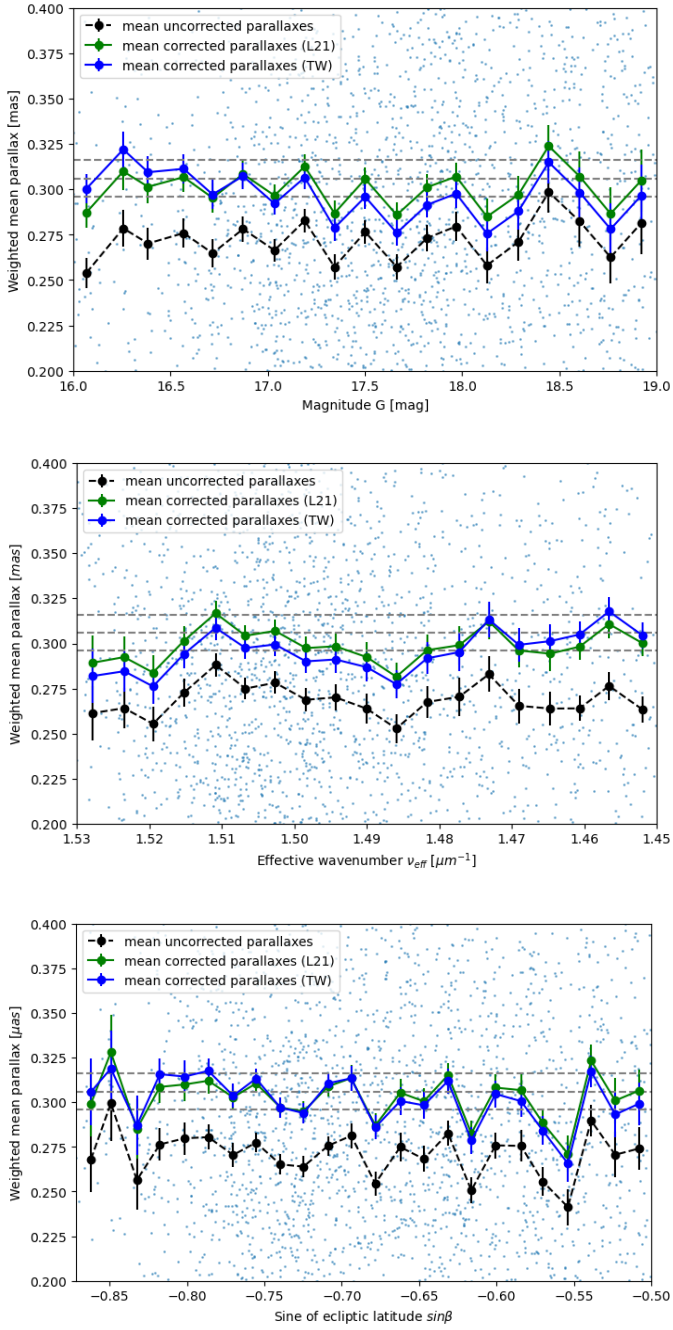 0.400
0.375
0.350
0.325
0.300
0.275
0.250
0.225
0.200
Weighted mean parallax [mas]
mean uncorrected parallaxes
mean corrected parallaxes (L21)
mean corrected parallaxes (TW)
16.0 16.5 17.0 17.5 18.0 18.5 19.0
Magnitude G [mag]
0.400
0.375
0.350
0.325
0.300
0.275
0.250
0.225
0.200
Weighted mean parallax [mas]
mean uncorrected parallaxes
mean corrected parallaxes (L21)
mean corrected parallaxes (TW)
1.53 1.52 1.51 1.50 1.49 1.48 1.47 1.46 1.45
Effective wavenumber ν_eff [μm⁻¹]
0.400
0.375
0.350
0.325
0.300
0.275
0.250
0.225
0.200
Weighted mean parallax [μas]
mean uncorrected parallaxes
mean corrected parallaxes (L21)
mean corrected parallaxes (TW)
−0.85 −0.80 −0.75 −0.70 −0.65 −0.60 −0.55 −0.50
Sine of ecliptic latitude sinβ